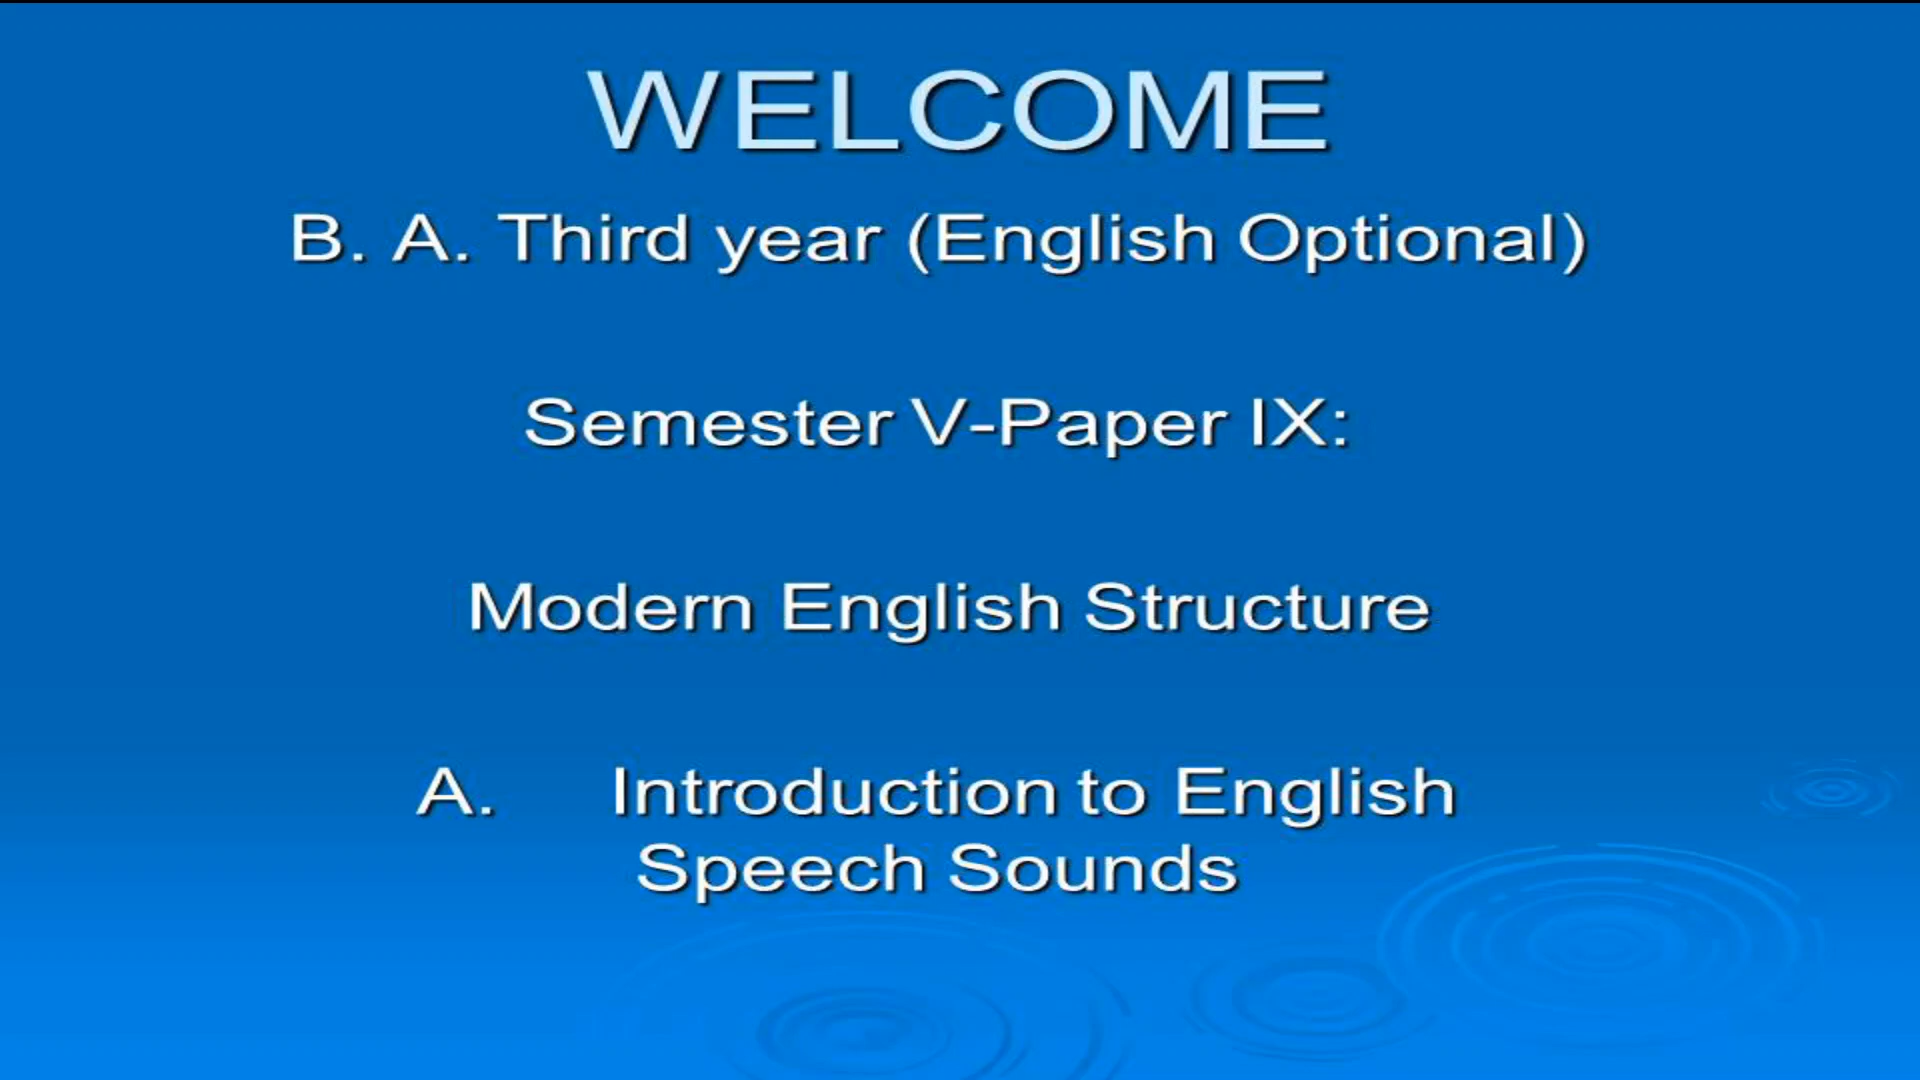 WELCOME
B. A. Third year (English Optional)
Semester V-Paper IX:
Modern English Structure
A. Introduction to English
Speech Sounds